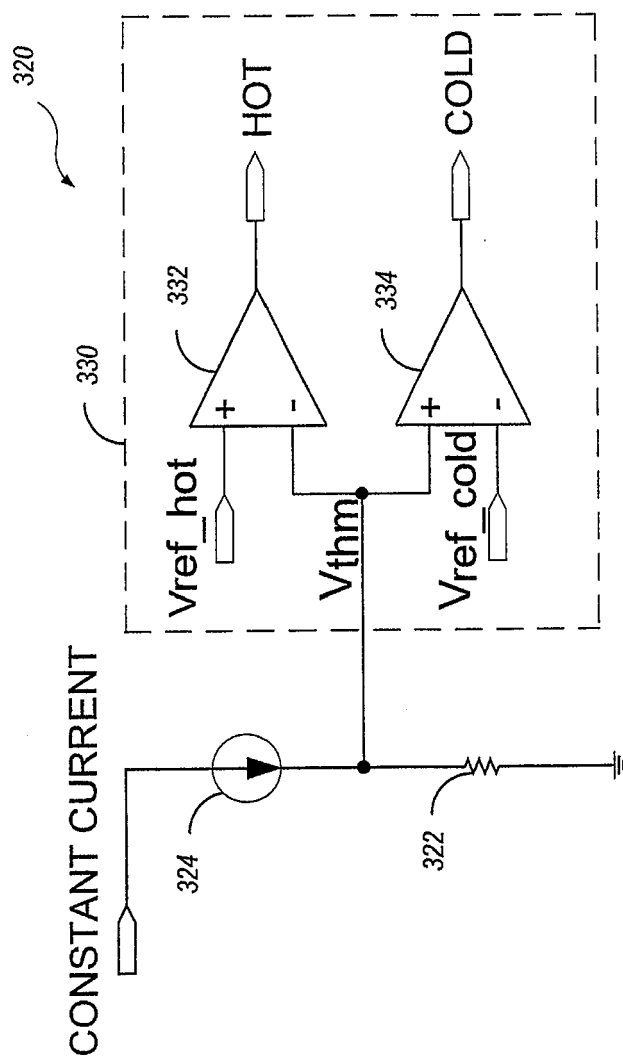 320
330
CONSTANT CURRENT
Vref_hot
+
-
332
HOT
Vthm
324
Vref_cold
+
-
334
COLD
322